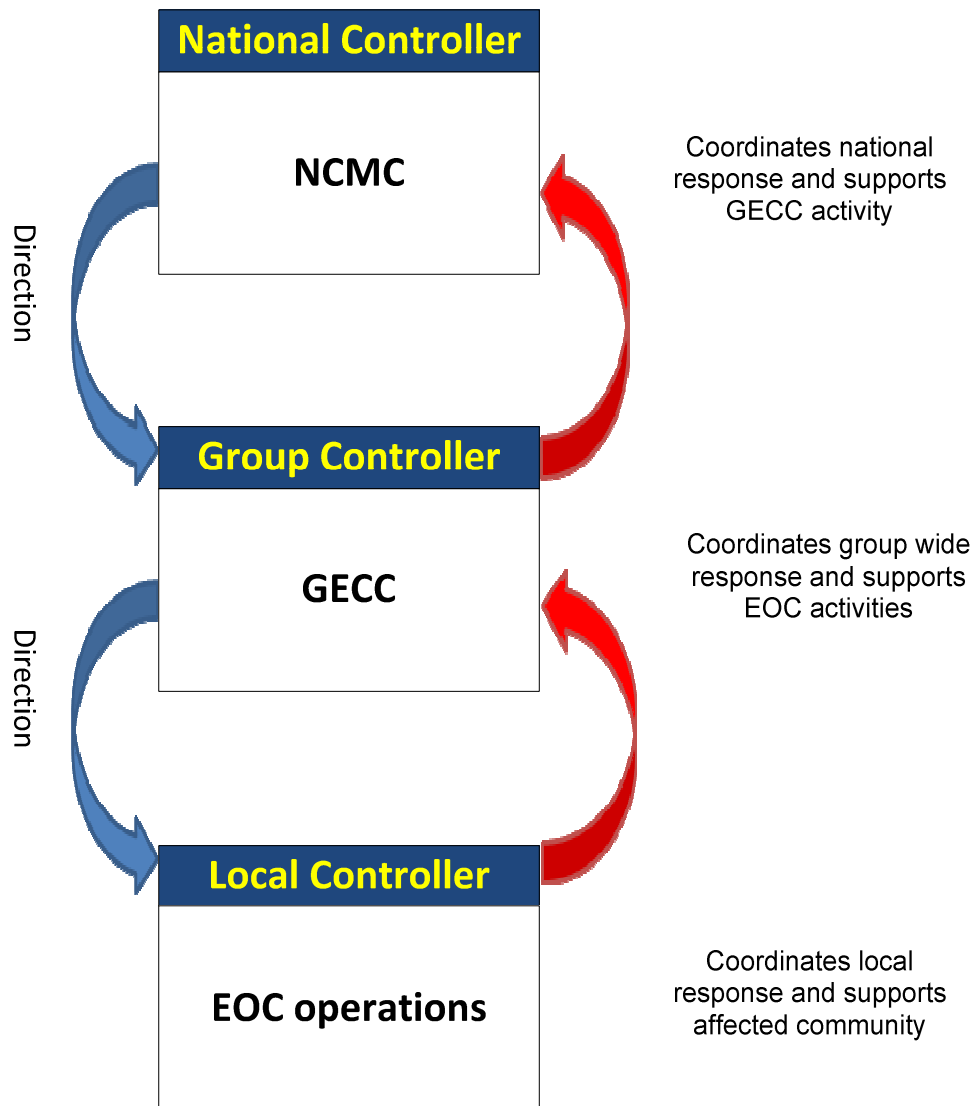 National Controller
NCMC
Coordinates national
response and supports
GECC activity
Direction
Group Controller
GECC
Coordinates group wide
response and supports
EOC activities
Direction
Local Controller
EOC operations
Coordinates local
response and supports
affected community